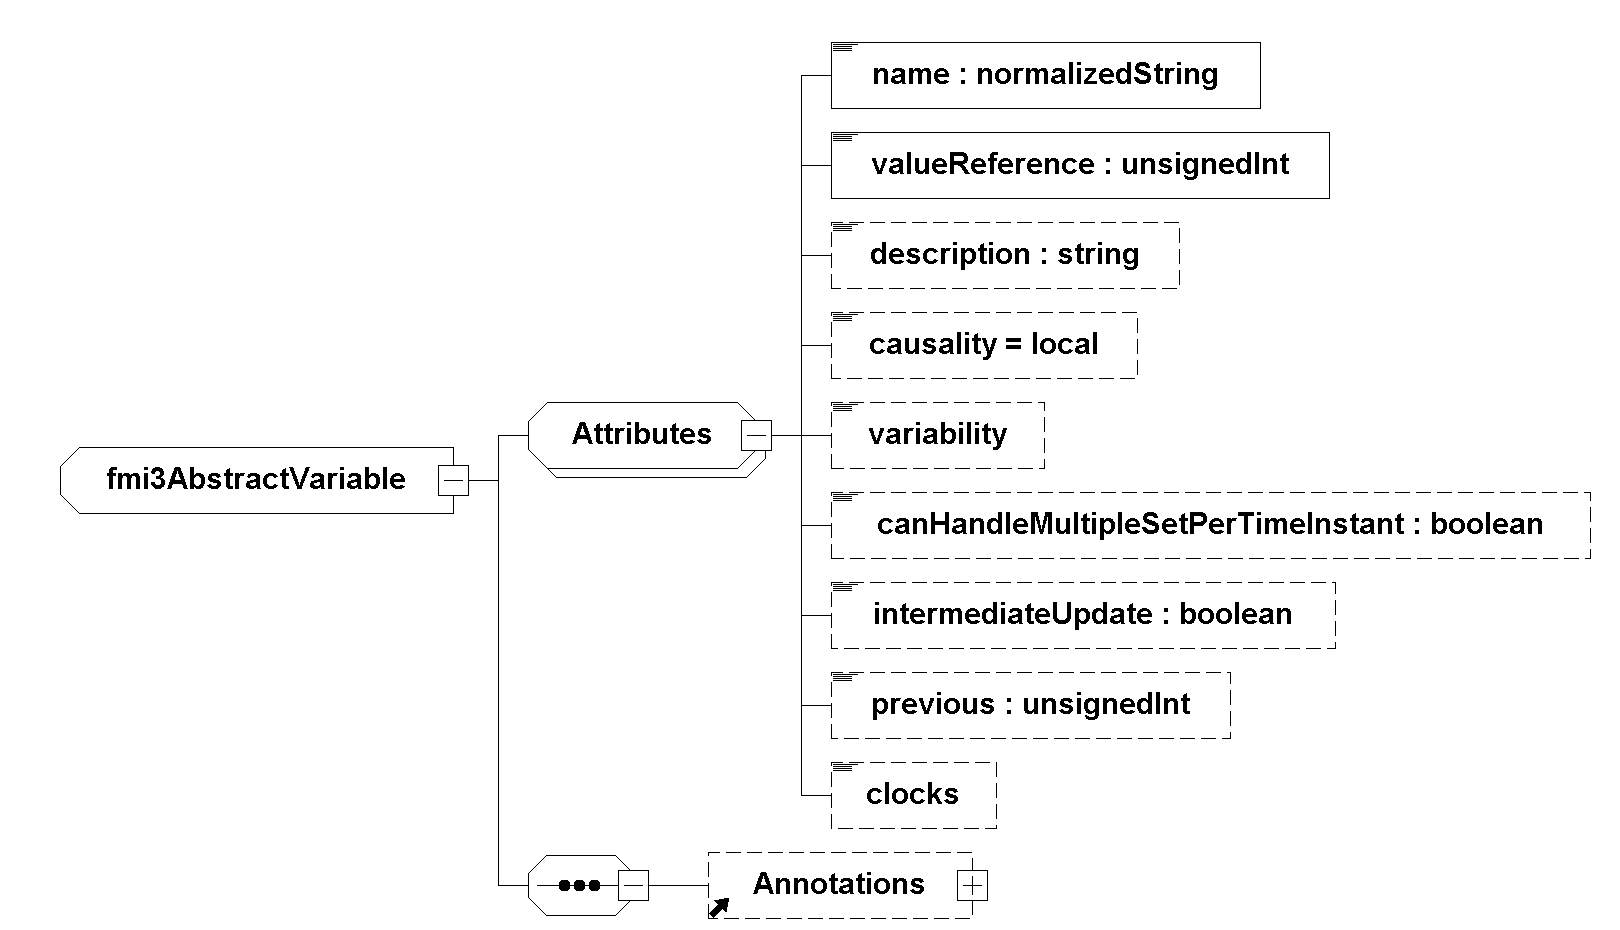 name : normalizedString
valueReference : unsignedInt
description : string
causality = local
Attributes
variability
fmi3AbstractVariable
canHandleMultipleSetPerTimeInstant : boolean
intermediateUpdate : boolean
previous : unsignedInt
clocks
Annotations